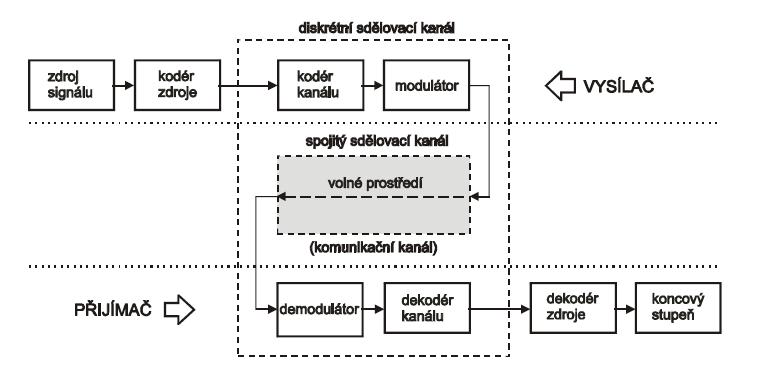 diskrétní sdělovací kanál
zdroj
signálu
kodér
zdroje
kodér
kanálu
modulátor
VYSÍLAČ
spojitý sdělovací kanál
volné prostředí
(komunikační kanál)
PŘIJÍMAČ
demodulátor
dekodér
kanálu
dekodér
zdroje
koncový
stupeň